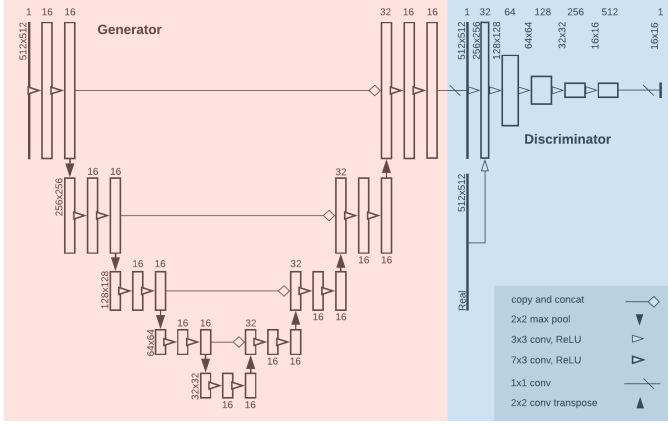 1 16 16
Generator
32 16 16
1 32 64 128 256 512 1
512x512
512x512
256x256
128x128
64x64
32x32
16x16
16x16
Discriminator
16 16
256x256
32
16 16
512x512
16 16
128x128
32
16 16
Real
16 16
64x64
32
16 16
32x32
16 16
copy and concat
2x2 max pool
3x3 conv, ReLU
7x3 conv, ReLU
1x1 conv
2x2 conv transpose